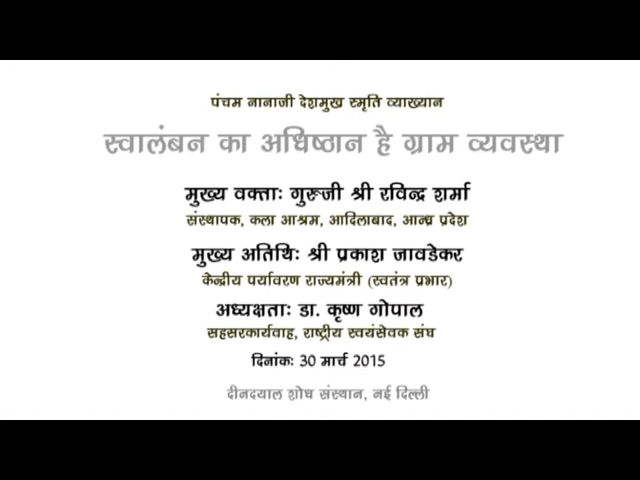 पंचम नानाजी देशमुख स्मृति व्याख्यान
स्वालंबन का अधिष्ठान है ग्राम व्यवस्था
मुख्य वक्ताः गुरूजी श्री रविन्द्र शर्मा
संस्थापक, कला आश्रम, आदिलाबाद, आन्ध्र प्रदेश
मुख्य अतिथिः श्री प्रकाश जावडेकर
केन्द्रीय पर्यावरण राज्यमंत्री (स्वतंत्र प्रभार)
अध्यक्षताः डा. कृष्ण गोपाल
सहसरकार्यवाह, राष्ट्रीय स्वयंसेवक संघ
दिनांकः 30 मार्च 2015
दीनदयाल शोध संस्थान, नई दिल्ली